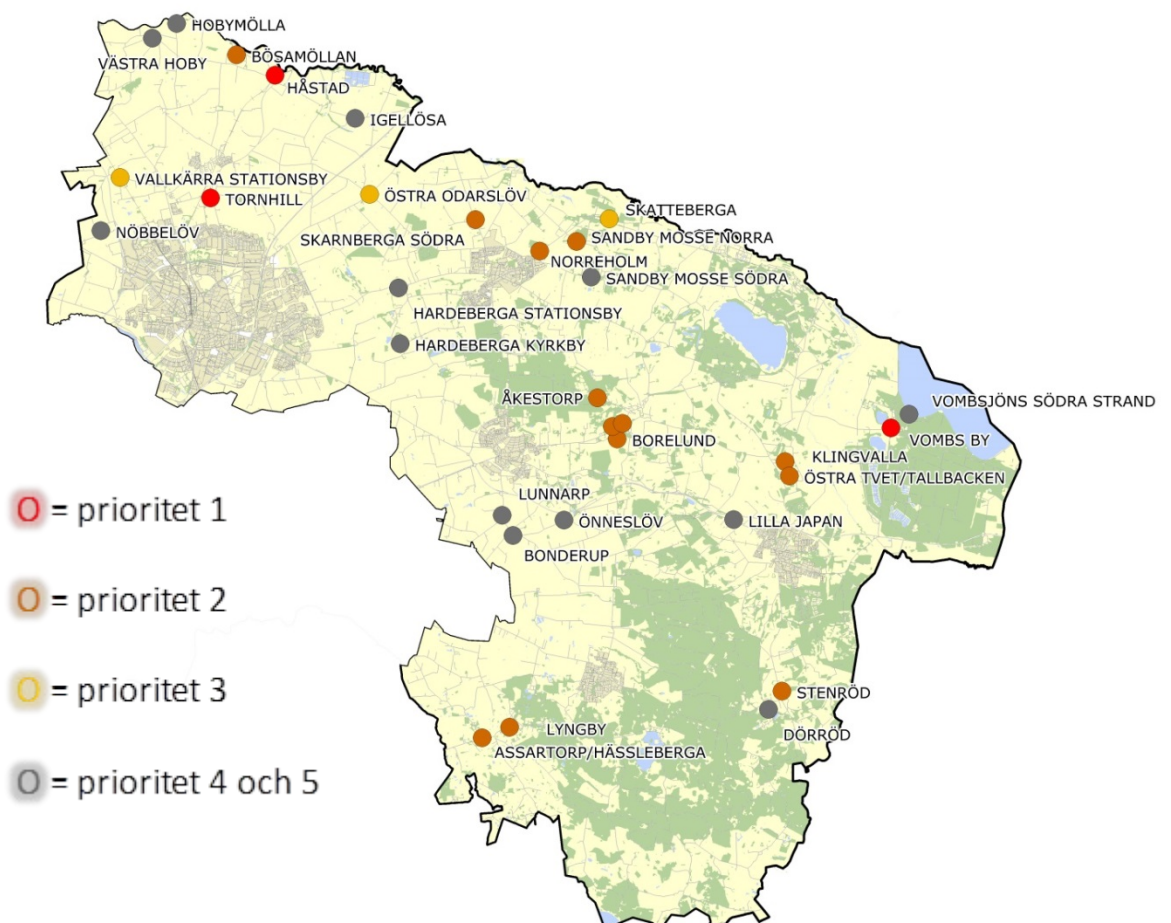 HOBYMÖLLA
VÄSTRA HOBY
BÖSAMÖLLAN
HÅSTAD
IGELLÖSA
VALLKÄRRA STATIONSBY
TORNHILL
ÖSTRA ODARSLÖV
NÖBBELÖV
SKARNBERGA SÖDRA
SKATTEBERGA
SANDBY MOSSE NORRA
NORREHOLM
SANDBY MOSSE SÖDRA
HARDEBERGA STATIONSBY
HARDEBERGA KYRKBY
ÅKESTORP
BORELUND
VOMBSJÖNS SÖDRA STRAND
VOMBS BY
KLINGVALLA
ÖSTRA TVET/TALLBACKEN
LUNNARP
ÖNNESLÖV
LILLA JAPAN
BONDERUP
STENRÖD
DÖRRÖD
LYNGBY
ASSARTORP/HÄSSLEBERGA
O = prioritet 1
O = prioritet 2
O = prioritet 3
O = prioritet 4 och 5